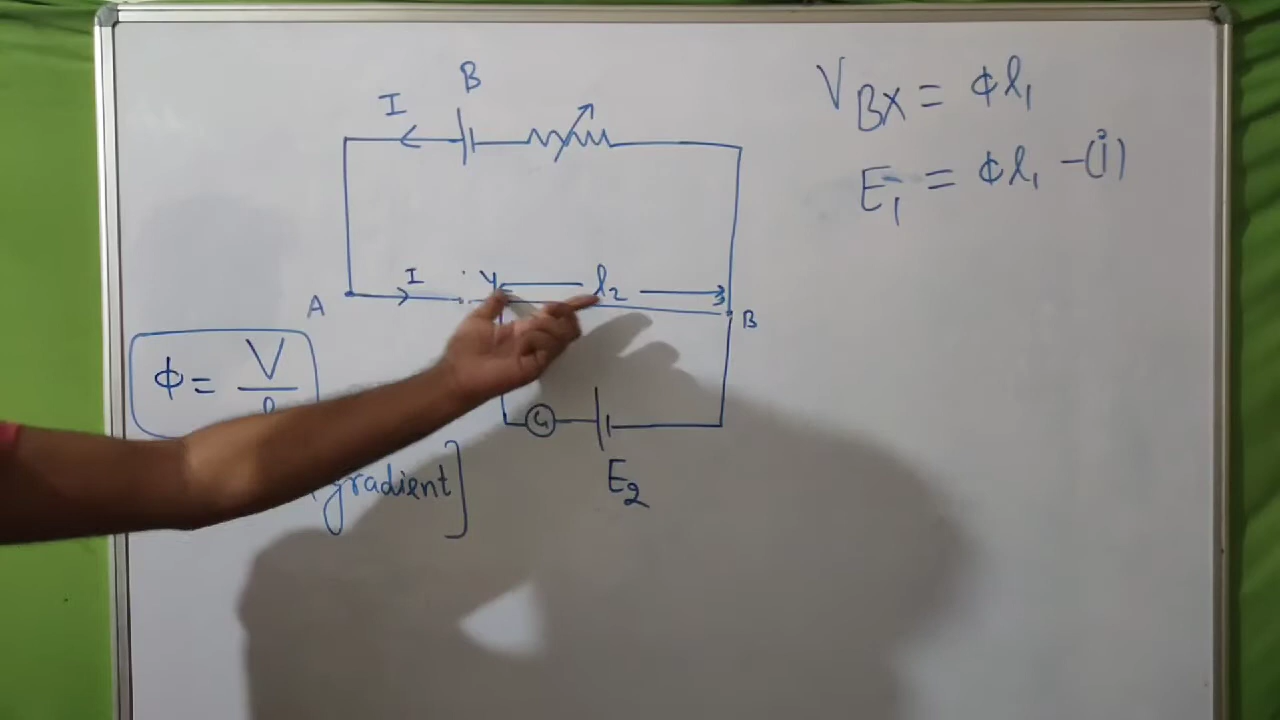 B
I
V_BX = ϕl₁
E₁ = ϕl₁ -(i)
I
Y
l₂
A
B
ϕ = V
G
E₂
gradient]